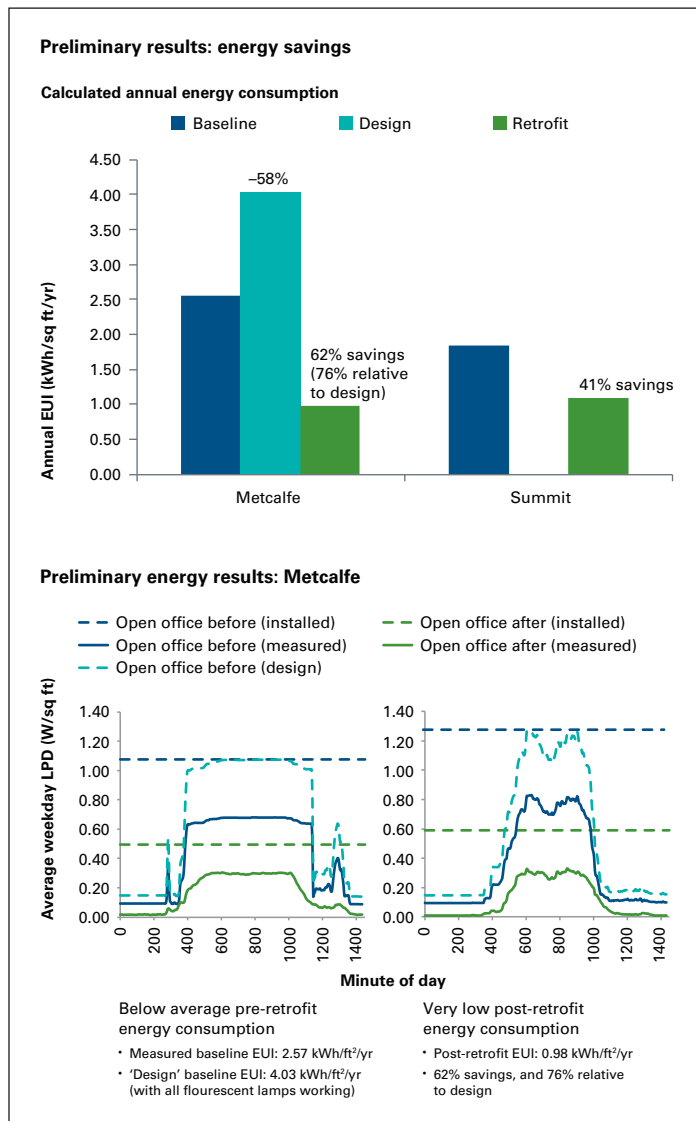 Preliminary results: energy savings
Calculated annual energy consumption
Baseline
Design
Retrofit
Annual EUI (kWh/sq ft/yr)
4.50
4.00
3.50
3.00
2.50
2.00
1.50
1.00
0.50
0.00
–58%
62% savings
(76% relative
to design)
41% savings
Metcalfe
Summit
Preliminary energy results: Metcalfe
Open office before (installed)
Open office before (measured)
Open office before (design)
Open office after (installed)
Open office after (measured)
Average weekday LPD (W/sq ft)
1.40
1.20
1.00
0.80
0.60
0.40
0.20
0.00
0
200
400
600
800
1000
1200
1400
1.40
1.20
1.00
0.80
0.60
0.40
0.20
0.00
0
200
400
600
800
1000
1200
1400
Minute of day
Below average pre-retrofit
energy consumption
• Measured baseline EUI: 2.57 kWh/ft²/yr
• ‘Design’ baseline EUI: 4.03 kWh/ft²/yr
(with all flourescent lamps working)
Very low post-retrofit
energy consumption
• Post-retrofit EUI: 0.98 kWh/ft²/yr
• 62% savings, and 76% relative
to design